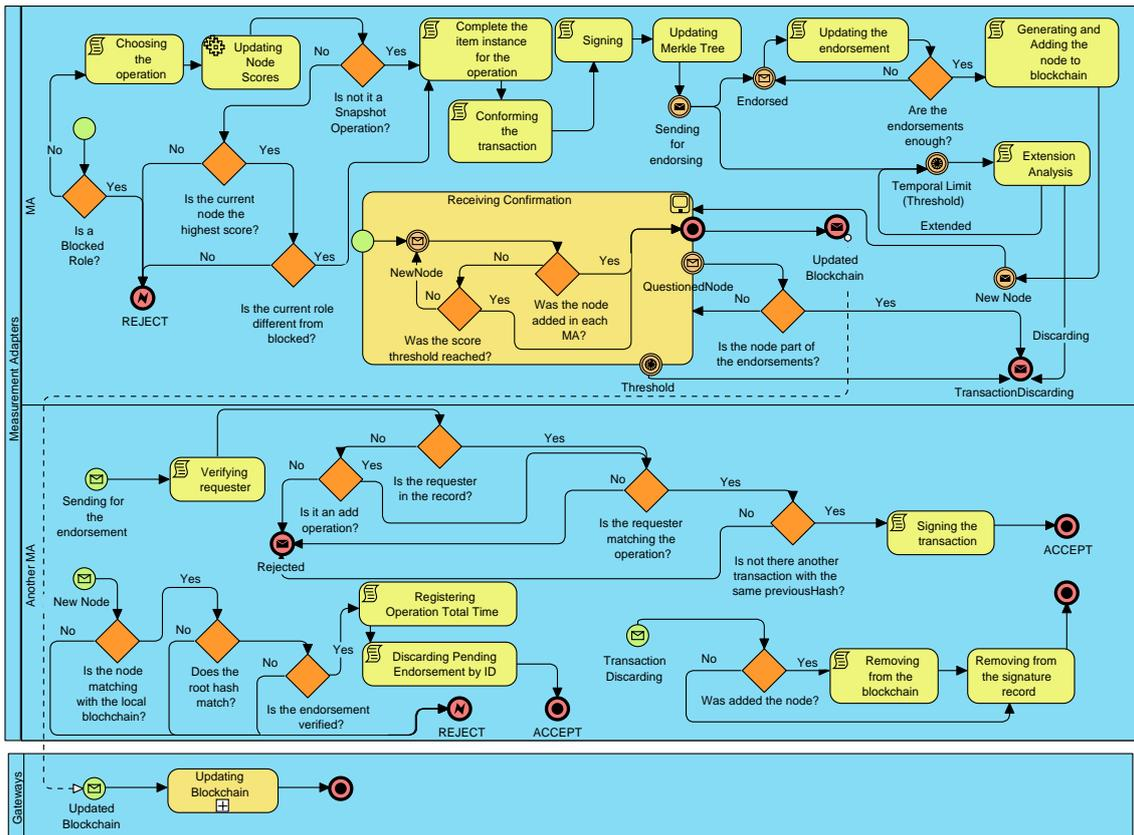 Measurement Adapters
MA
Choosing
the
operation
Updating
Node
Scores
No
Yes
Is not it a
Snapshot
Operation?
Complete the
item instance
for the
operation
Signing
Updating
Merkle Tree
Updating the
endorsement
Generating and
Adding the
node to
blockchain
No
Yes
Endorsed
Are the
endorsements
enough?
Sending
for
endorsing
Conforming
the
transaction
No
Yes
Is a
Blocked
Role?
No
Yes
Is the current
node the
highest score?
Temporal Limit
(Threshold)
Extension
Analysis
Extended
Receiving Confirmation
No
Yes
Is the current role
different from
blocked?
REJECT
NewNode
No
Yes
Was the node
added in each
MA?
No
Yes
Was the score
threshold reached?
Updated
Blockchain
QuestionedNode
New Node
No
Yes
Is the node part of
the endorsements?
Discarding
Threshold
TransactionDiscarding
Another MA
Sending for
the
endorsement
Verifying
requester
No
Yes
Is the requester
in the record?
No
Yes
Is it an add
operation?
Rejected
No
Yes
Is the requester
matching the
operation?
No
Yes
Is not there another
transaction with the
same previousHash?
Signing the
transaction
ACCEPT
New Node
No
Yes
Is the node
matching
with the local
blochchain?
No
Does the
root hash
match?
No
Yes
Is the endorsement
verified?
Registering
Operation Total Time
Discarding Pending
Endorsement by ID
REJECT
ACCEPT
Transaction
Discarding
No
Yes
Was added the node?
Removing
from the
blockchain
Removing from
the signature
record
Gateways
Updated
Blockchain
Updating
Blockchain